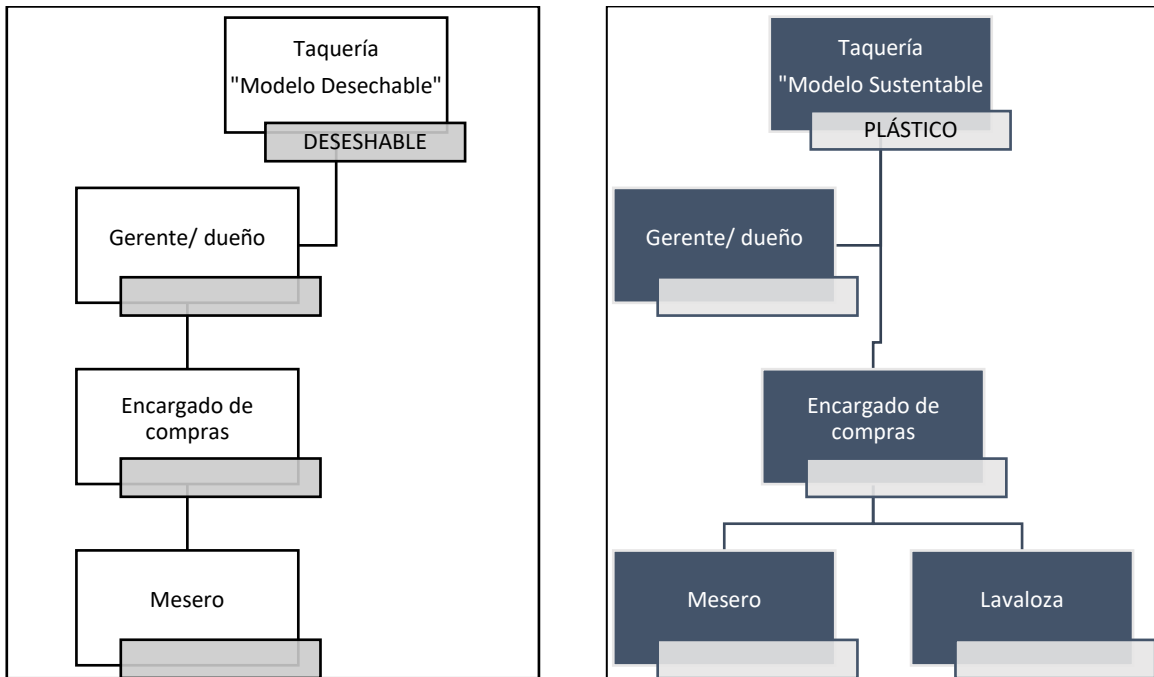 Taquería
"Modelo Desechable"
DESESHABLE
Gerente/ dueño
Encargado de
compras
Mesero
Taquería
"Modelo Sustentable
PLÁSTICO
Gerente/ dueño
Encargado de
compras
Mesero
Lavaloza